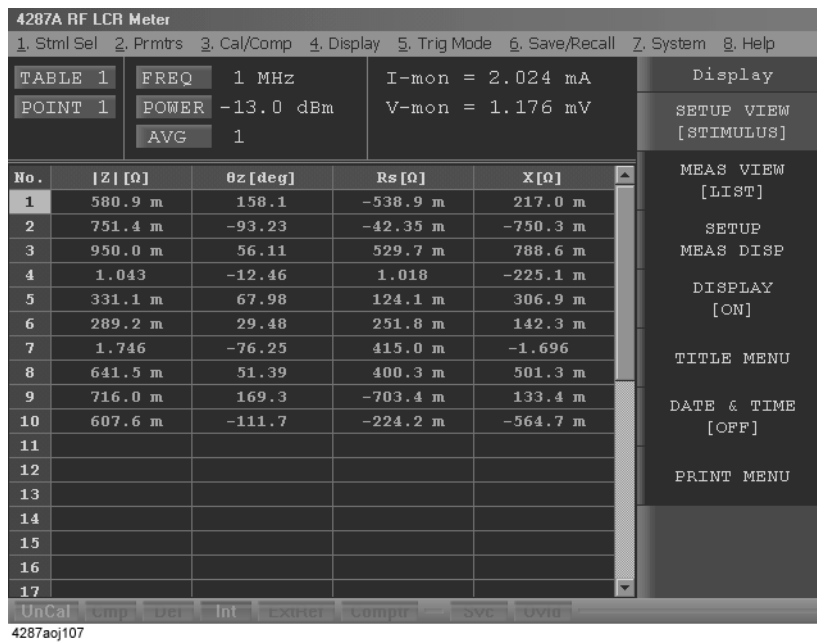 4287A RF LCR Meter
1. Stml Sel 2. Prmtrs 3. Cal/Comp 4. Display 5. Trig Mode 6. Save/Recall 7. System 8. Help
TABLE 1 FREQ 1 MHz I-mon = 2.024 mA
POINT 1 POWER -13.0 dBm V-mon = 1.176 mV
AVG 1
No. |Z|[Ω] θz[deg] Rs[Ω] X[Ω]
1 580.9 m 158.1 -538.9 m 217.0 m
2 751.4 m -93.23 -42.35 m -750.3 m
3 950.0 m 56.11 529.7 m 788.6 m
4 1.043 -12.46 1.018 -225.1 m
5 331.1 m 67.98 124.1 m 306.9 m
6 289.2 m 29.48 251.8 m 142.3 m
7 1.746 -76.25 415.0 m -1.696
8 641.5 m 51.39 400.3 m 501.3 m
9 716.0 m 169.3 -703.4 m 133.4 m
10 607.6 m -111.7 -224.2 m -564.7 m
11
12
13
14
15
16
17
Display
SETUP VIEW
[STIMULUS]
MEAS VIEW
[LIST]
SETUP
MEAS DISP
DISPLAY
[ON]
TITLE MENU
DATE & TIME
[OFF]
PRINT MENU
UnCal Cmp Del Int ExtRef Comptr Svc Ovld
4287aoj107